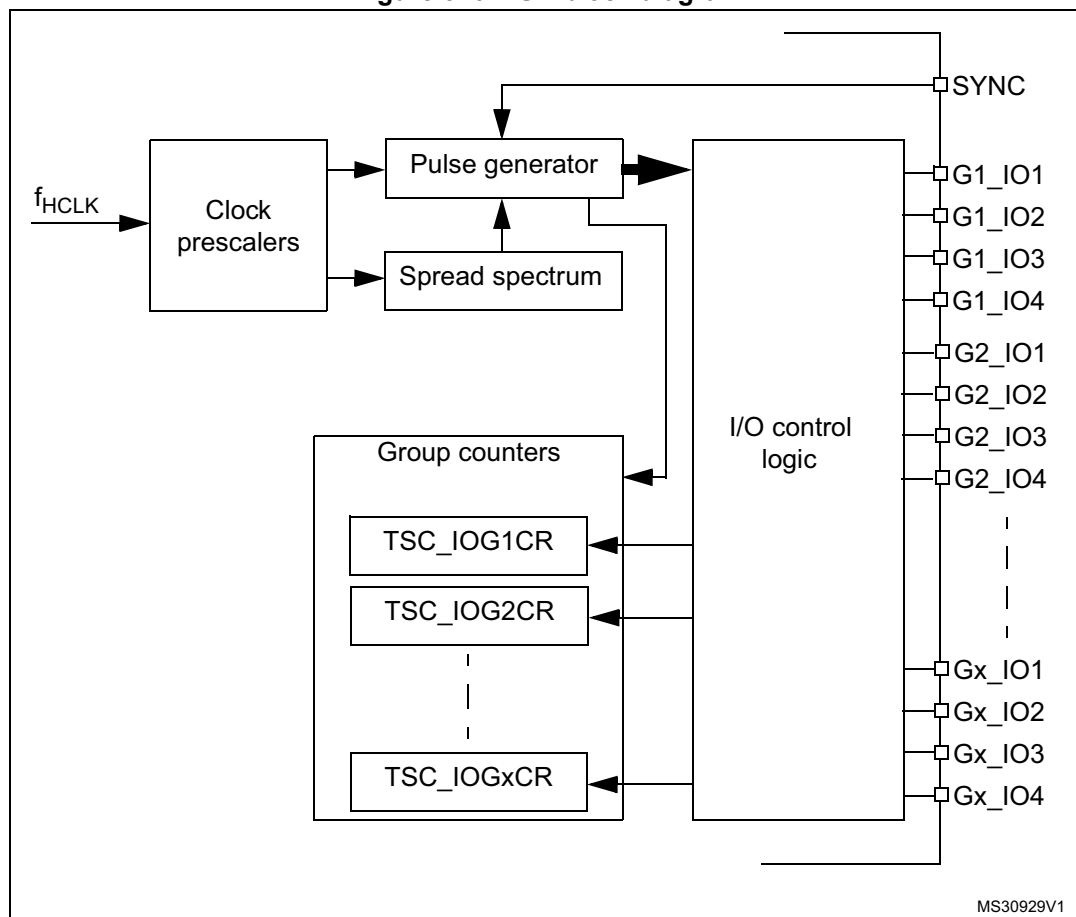 SYNC
Pulse generator
G1_IO1
fHCLK
Clock
prescalers
G1_IO2
G1_IO3
Spread spectrum
G1_IO4
G2_IO1
G2_IO2
I/O control
logic
G2_IO3
Group counters
G2_IO4
TSC_IOG1CR
TSC_IOG2CR
Gx_IO1
Gx_IO2
Gx_IO3
TSC_IOGxCR
Gx_IO4
MS30929V1